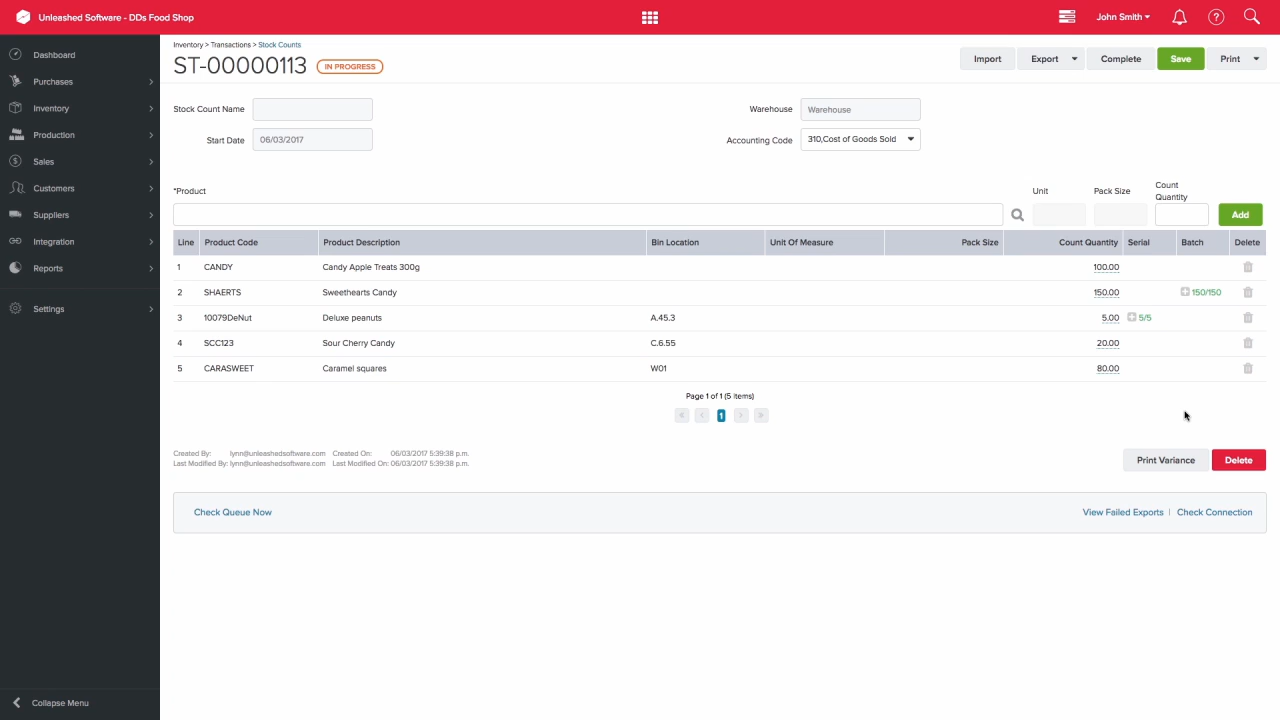 Unleashed Software - DDs Food Shop
John Smith
?
Dashboard
Purchases
Inventory
Production
Sales
Customers
Suppliers
Integration
Reports
Settings
Collapse Menu
Inventory > Transactions > Stock Counts
ST-00000113 IN PROGRESS
Import Export Complete Save Print
Stock Count Name
Warehouse Warehouse
Start Date 06/03/2017
Accounting Code 310,Cost of Goods Sold
*Product Unit Pack Size Count Quantity
Add
Line Product Code Product Description Bin Location Unit Of Measure Pack Size Count Quantity Serial Batch Delete
1 CANDY Candy Apple Treats 300g 100.00
2 SHAERTS Sweethearts Candy 150.00 150/150
3 10079DeNut Deluxe peanuts A.45.3 5.00 5/5
4 SCC123 Sour Cherry Candy C.6.55 20.00
5 CARASWEET Caramel squares W01 80.00
Page 1 of 1 (5 items)
« < 1 > »
Created By: lynn@unleashedsoftware.com Created On: 06/03/2017 5:39:38 p.m.
Last Modified By: lynn@unleashedsoftware.com Last Modified On: 06/03/2017 5:39:38 p.m.
Print Variance Delete
Check Queue Now View Failed Exports | Check Connection